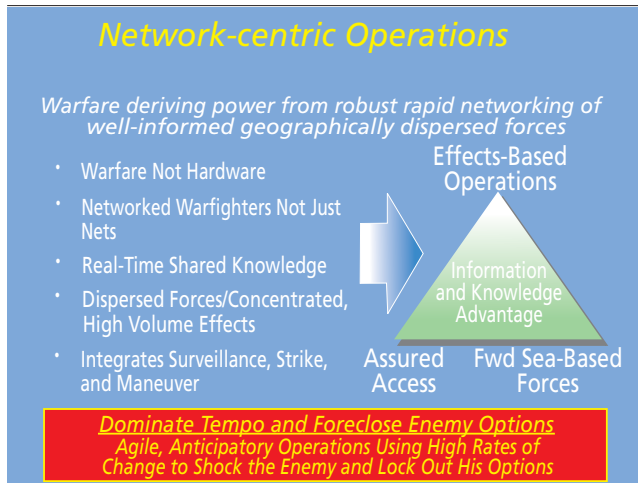 Network-centric Operations
Warfare deriving power from robust rapid networking of
well-informed geographically dispersed forces
· Warfare Not Hardware
· Networked Warfighters Not Just
Nets
· Real-Time Shared Knowledge
· Dispersed Forces/Concentrated,
High Volume Effects
· Integrates Surveillance, Strike,
and Maneuver
Effects-Based
Operations
Information
and Knowledge
Advantage
Assured
Access
Fwd Sea-Based
Forces
Dominate Tempo and Foreclose Enemy Options
Agile, Anticipatory Operations Using High Rates of
Change to Shock the Enemy and Lock Out His Options